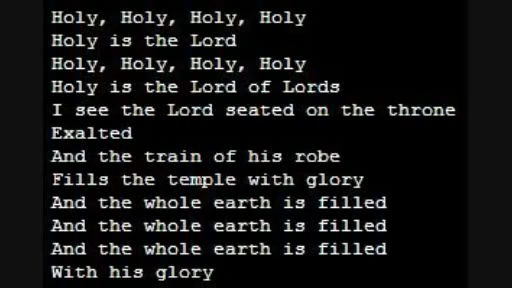 Holy, Holy, Holy, Holy
Holy is the Lord
Holy, Holy, Holy, Holy
Holy is the Lord of Lords
I see the Lord seated on the throne
Exalted
And the train of his robe
Fills the temple with glory
And the whole earth is filled
And the whole earth is filled
And the whole earth is filled
With his glory